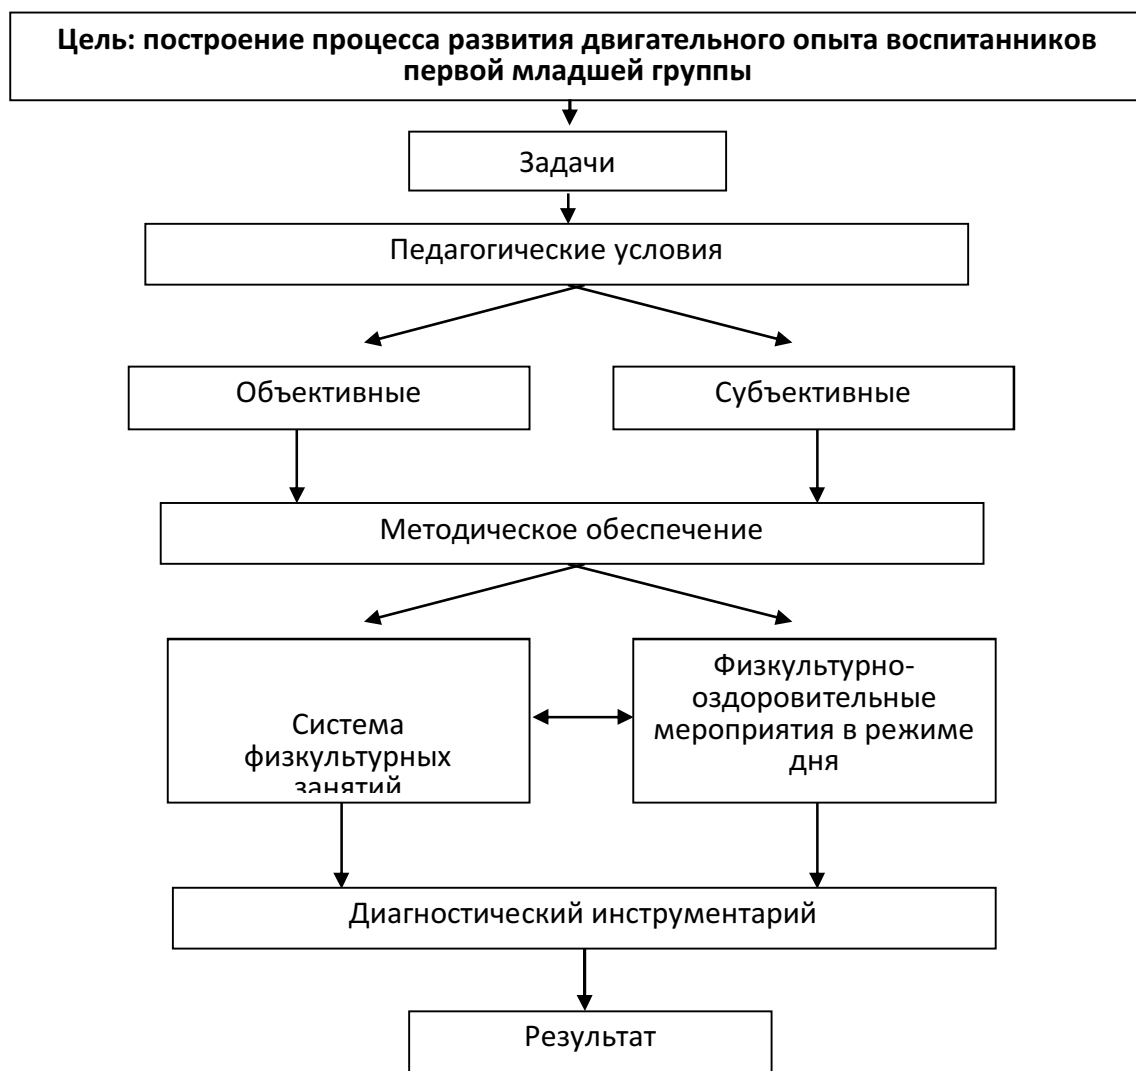 Цель: построение процесса развития двигательного опыта воспитанников
первой младшей группы
Задачи
Педагогические условия
Объективные
Субъективные
Методическое обеспечение
Система
физкультурных
занятий
Физкультурно-
оздоровительные
мероприятия в режиме
дня
Диагностический инструментарий
Результат